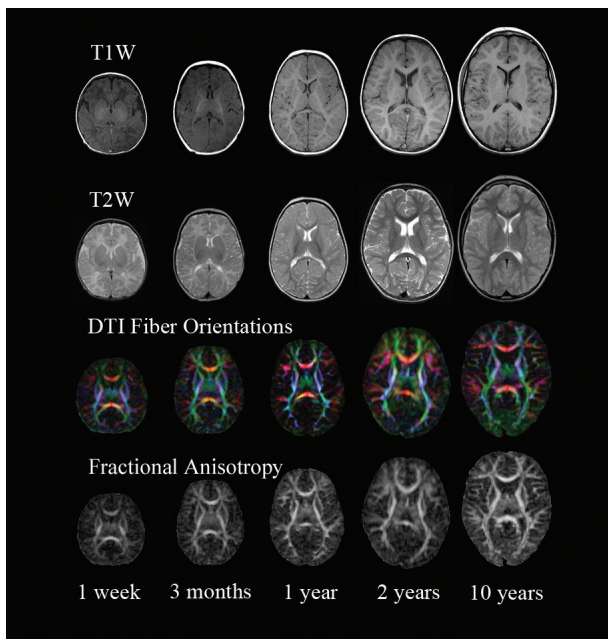 T1W
T2W
DTI Fiber Orientations
Fractional Anisotropy
1 week 3 months 1 year 2 years 10 years